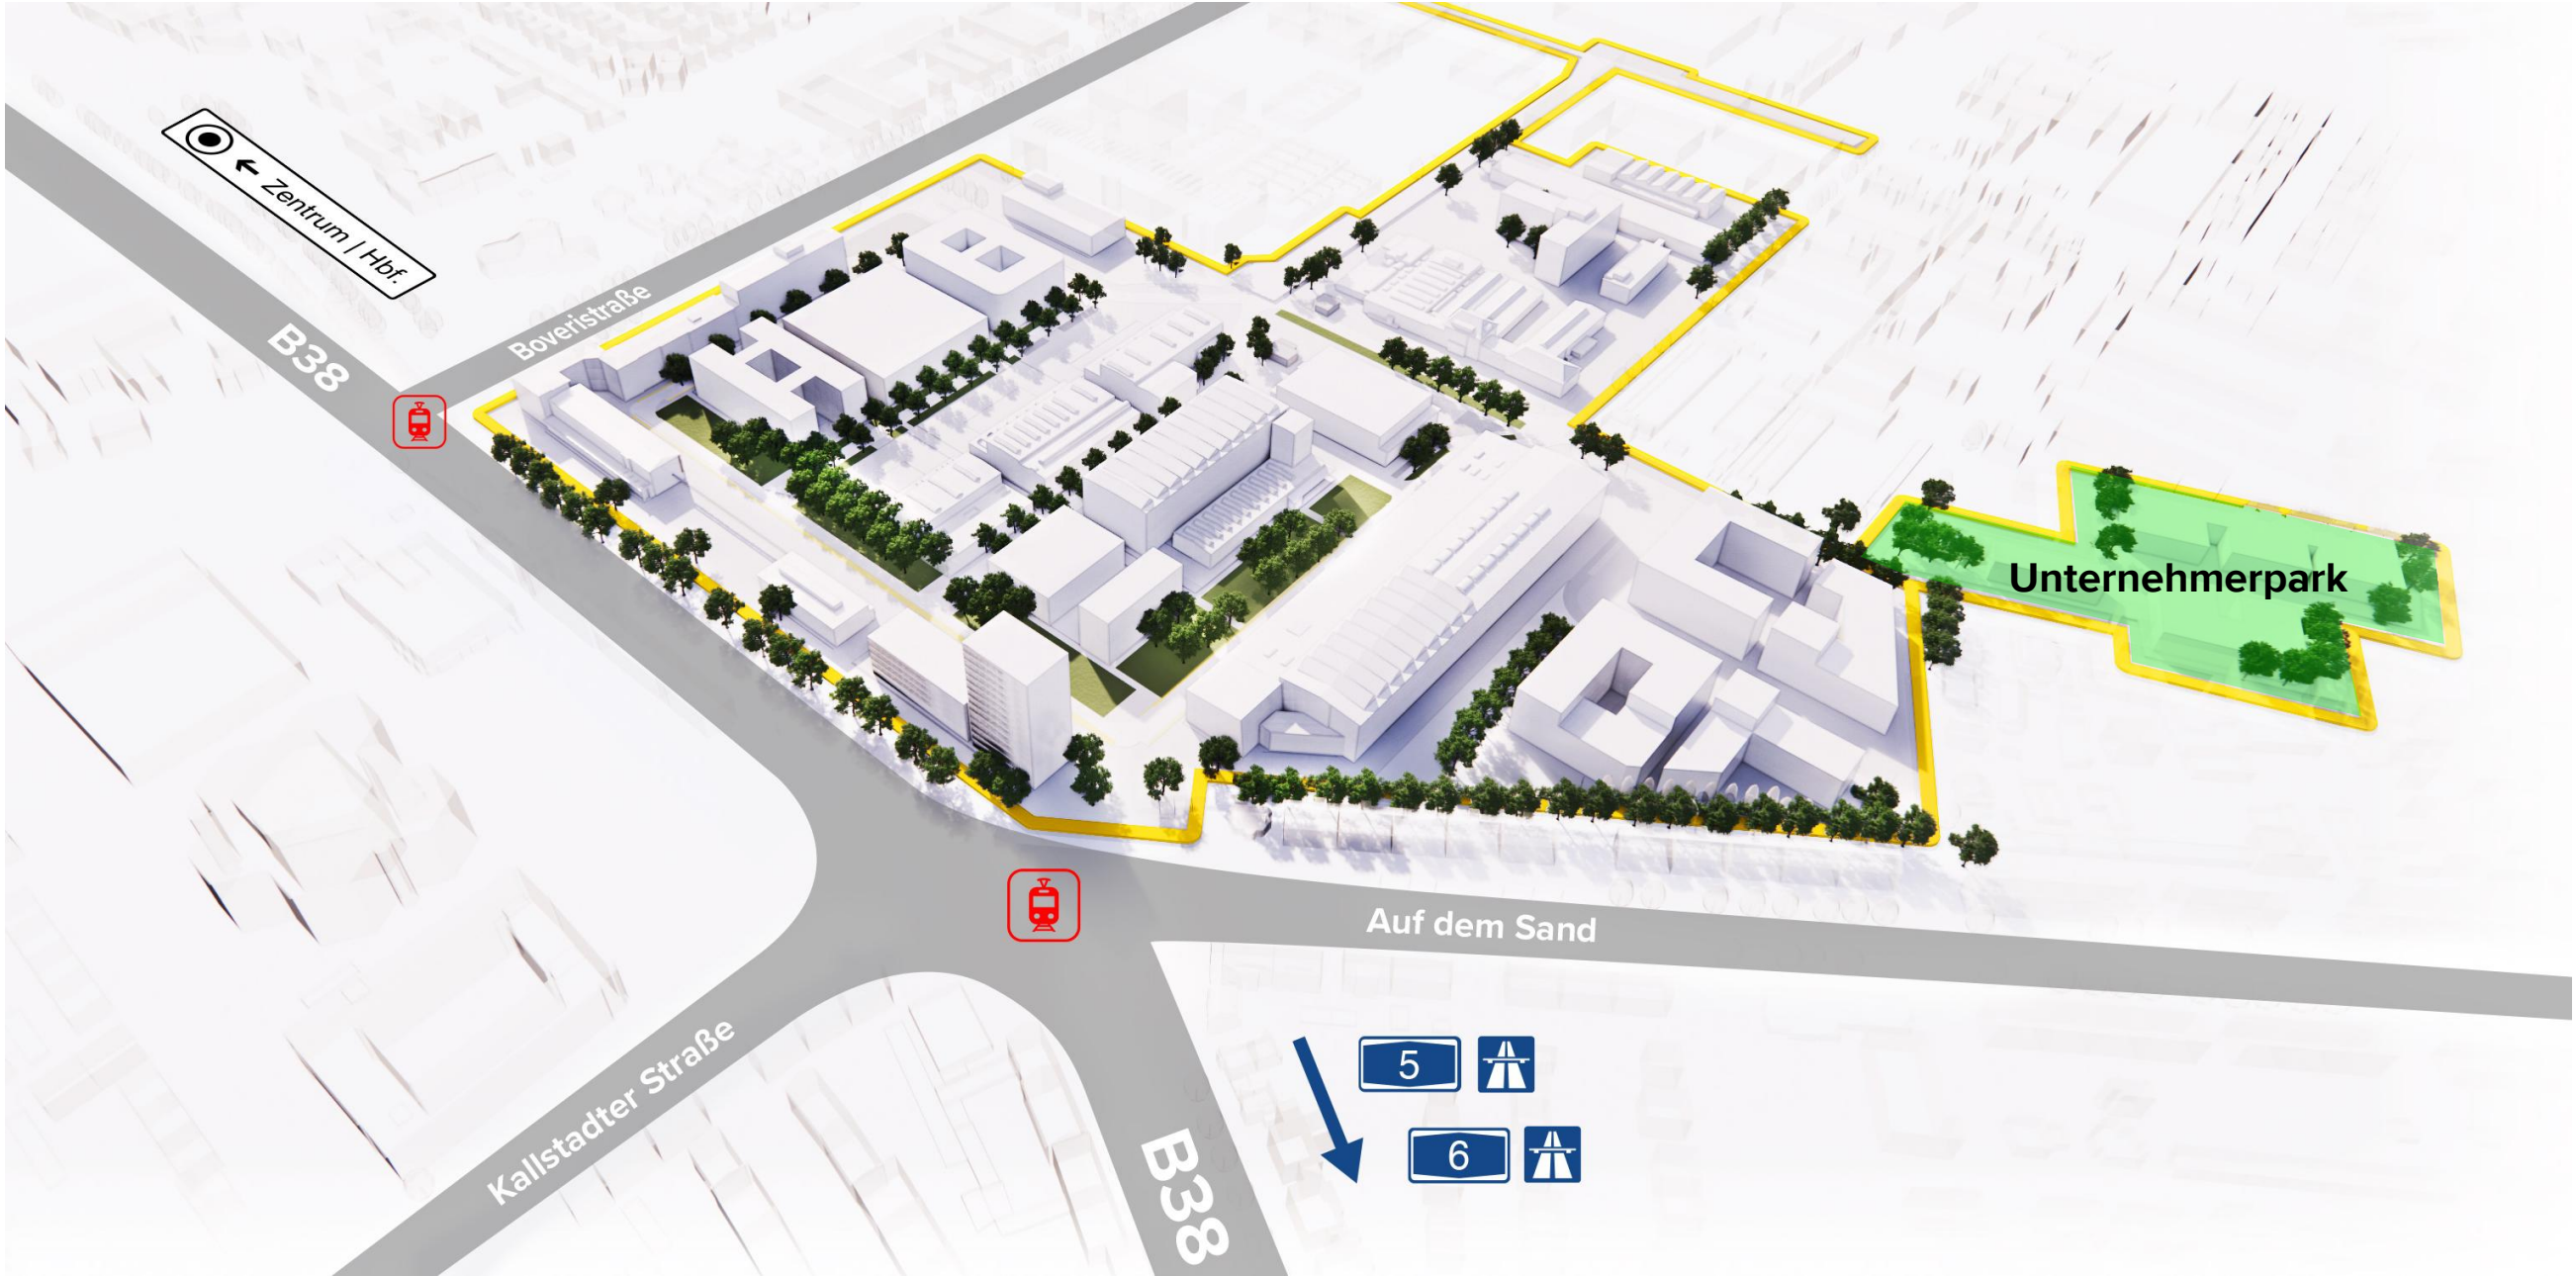 ← Zentrum | Hbf.
B38
Boveristraße
Unternehmerpark
Auf dem Sand
Kallstadter Straße
5
6
B38